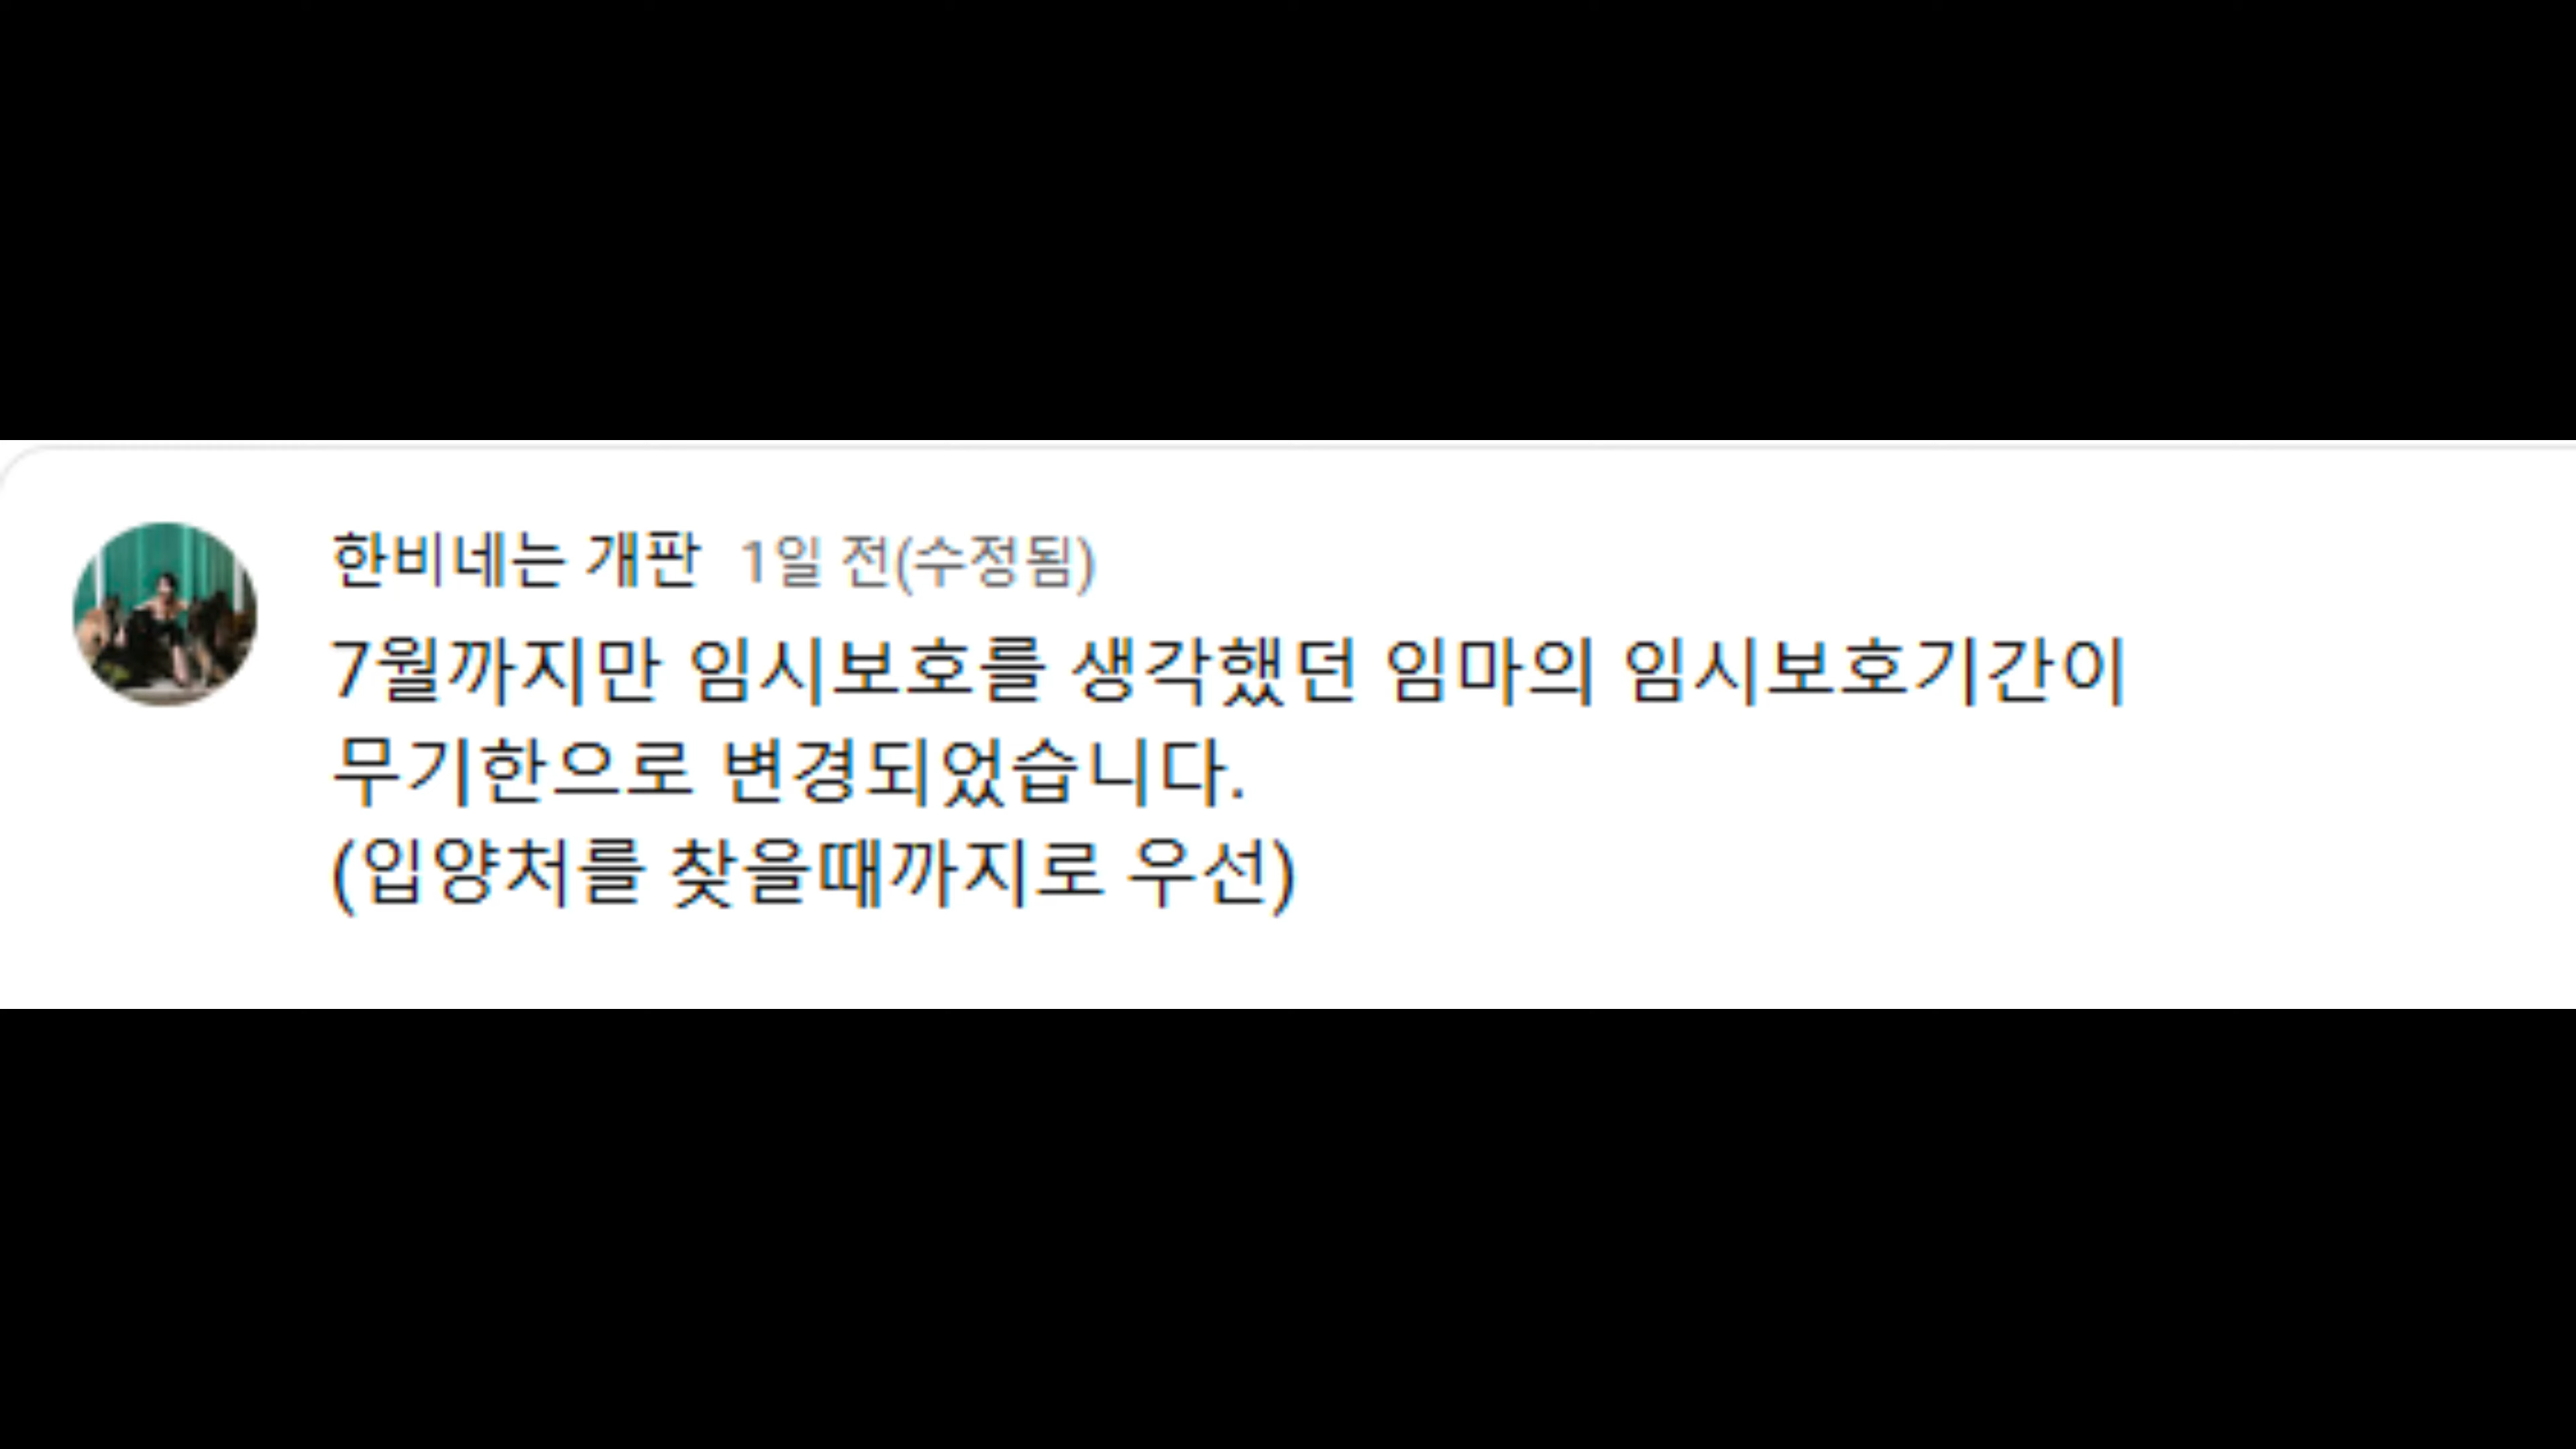 한비네는 개판 1일 전(수정됨)
7월까지만 임시보호를 생각했던 임마의 임시보호기간이
무기한으로 변경되었습니다.
(입양처를 찾을때까지로 우선)